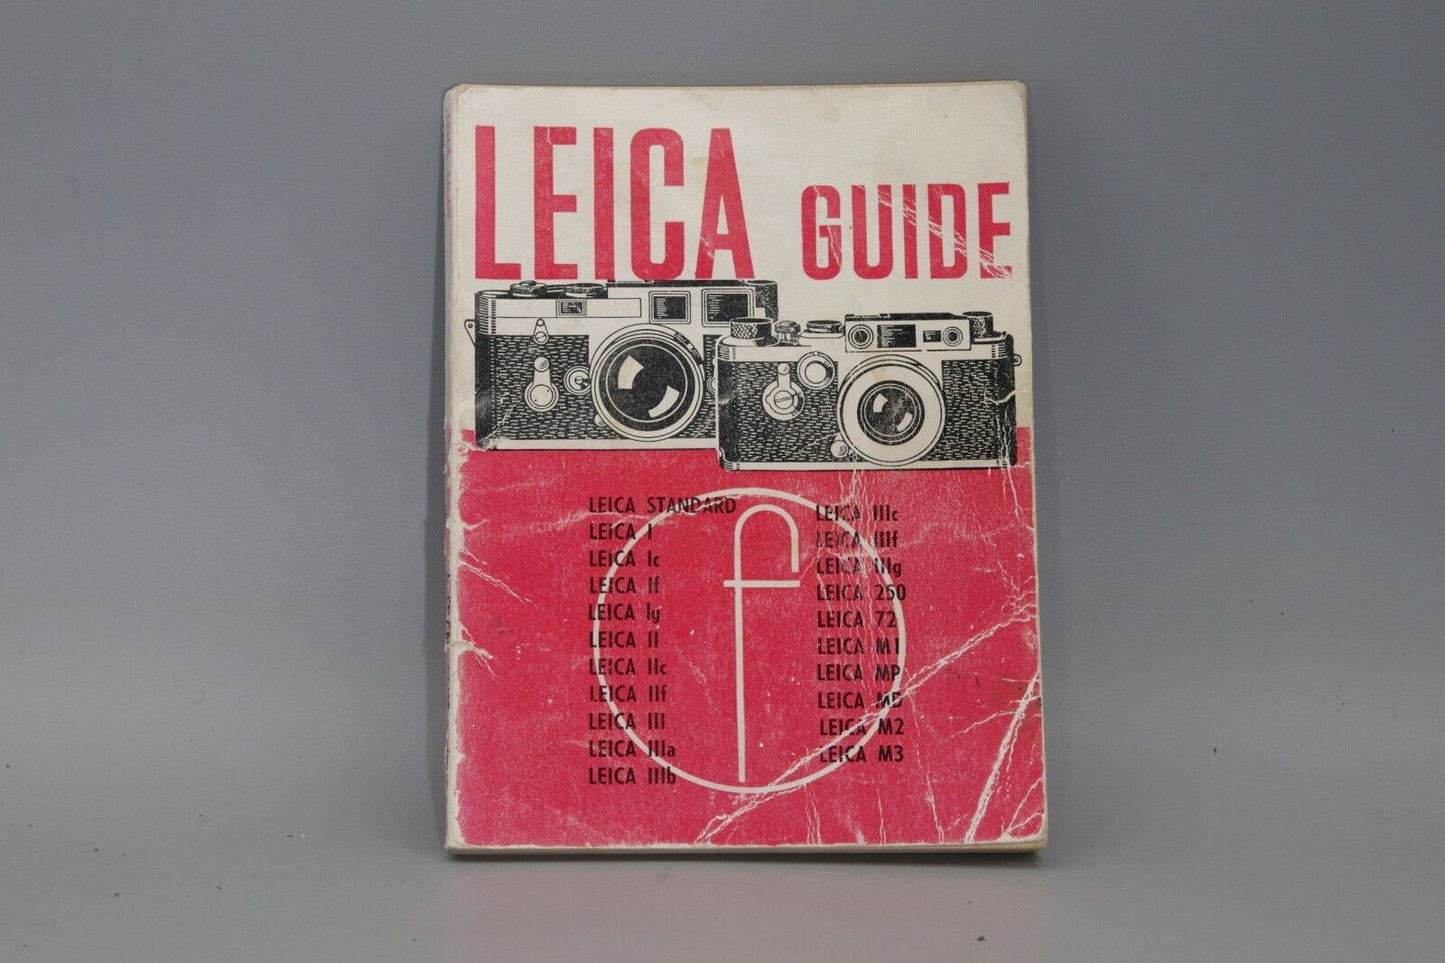 LEICA GUIDE
LEICA STANDARD
LEICA I
LEICA Ic
LEICA If
LEICA Ig
LEICA II
LEICA IIc
LEICA IIf
LEICA III
LEICA IIIa
LEICA IIIb
LEICA IIIc
LEICA IIIf
LEICA IIIg
LEICA 250
LEICA 72
LEICA M1
LEICA MP
LEICA MD
LEICA M2
LEICA M3
f